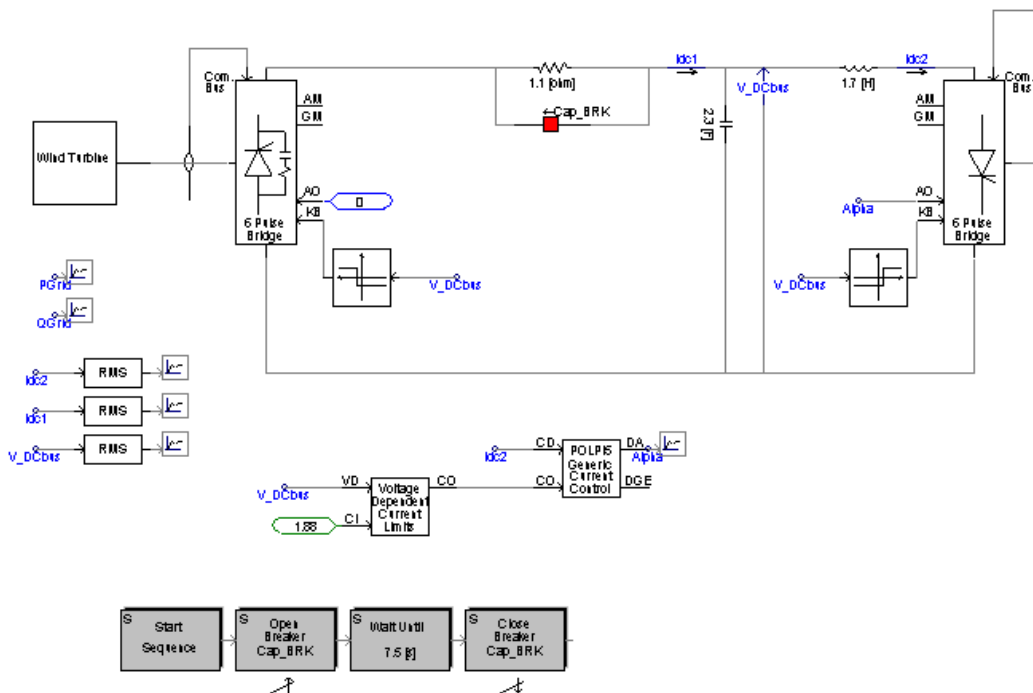 Com.
Bus
AM
GM
AO
KB
6 Pulse
Bridge
Wind Turbine
0
1.1 [ohm]
Cap_BRK
Idc1
V_DCbus
2.3 [F]
1.7 [H]
Idc2
Com.
Bus
AM
GM
AO
KB
Alpha
6 Pulse
Bridge
V_DCbus
V_DCbus
PGrid
QGrid
Idc2
RMS
Idc1
RMS
V_DCbus
RMS
Idc2
CD
CO
POLPI5
Generic
Current
Control
DA
DGE
Alpha
V_DCbus
VD
CI
Voltage
Dependent
Current
Limits
CO
1.88
S
Start
Sequence
S
Open
Breaker
Cap_BRK
S
Wait Until
7.5 [s]
S
Close
Breaker
Cap_BRK